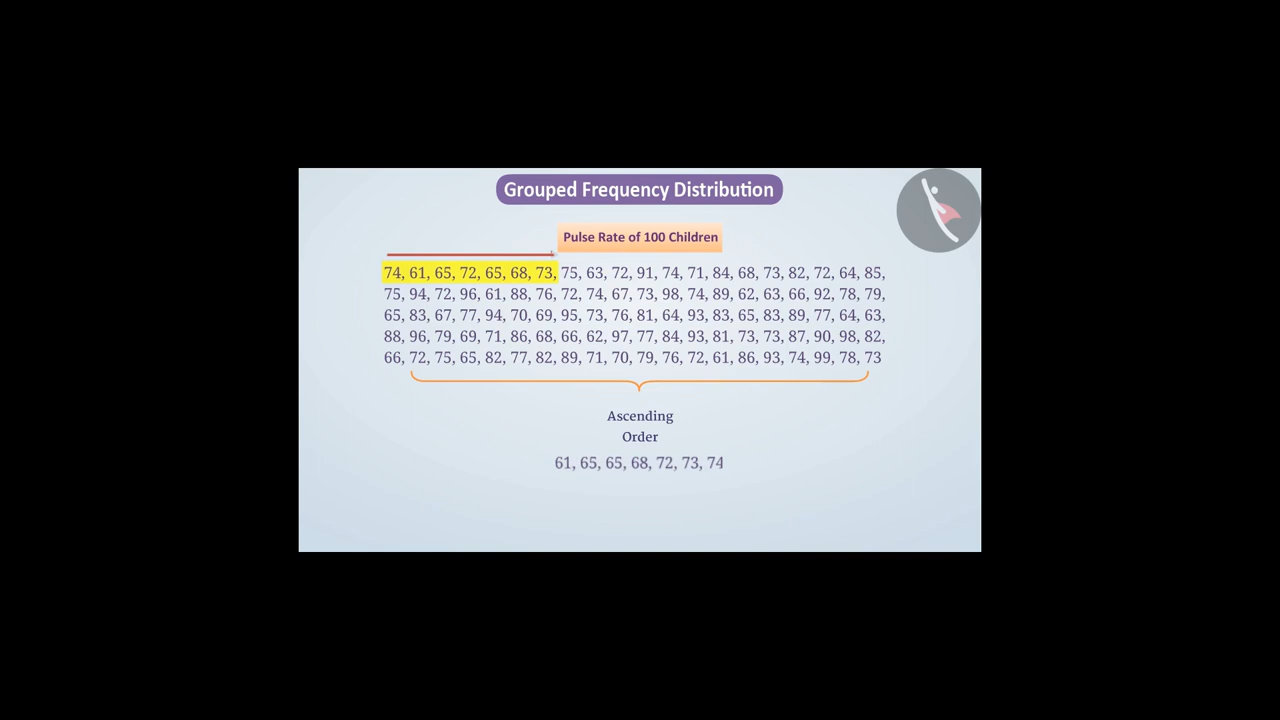 Grouped Frequency Distribution
Pulse Rate of 100 Children
74, 61, 65, 72, 65, 68, 73, 75, 63, 72, 91, 74, 71, 84, 68, 73, 82, 72, 64, 85,
75, 94, 72, 96, 61, 88, 76, 72, 74, 67, 73, 98, 74, 89, 62, 63, 66, 92, 78, 79,
65, 83, 67, 77, 94, 70, 69, 95, 73, 76, 81, 64, 93, 83, 65, 83, 89, 77, 64, 63,
88, 96, 79, 69, 71, 86, 68, 66, 62, 97, 77, 84, 93, 81, 73, 73, 87, 90, 98, 82,
66, 72, 75, 65, 82, 77, 82, 89, 71, 70, 79, 76, 72, 61, 86, 93, 74, 99, 78, 73
Ascending
Order
61, 65, 65, 68, 72, 73, 74